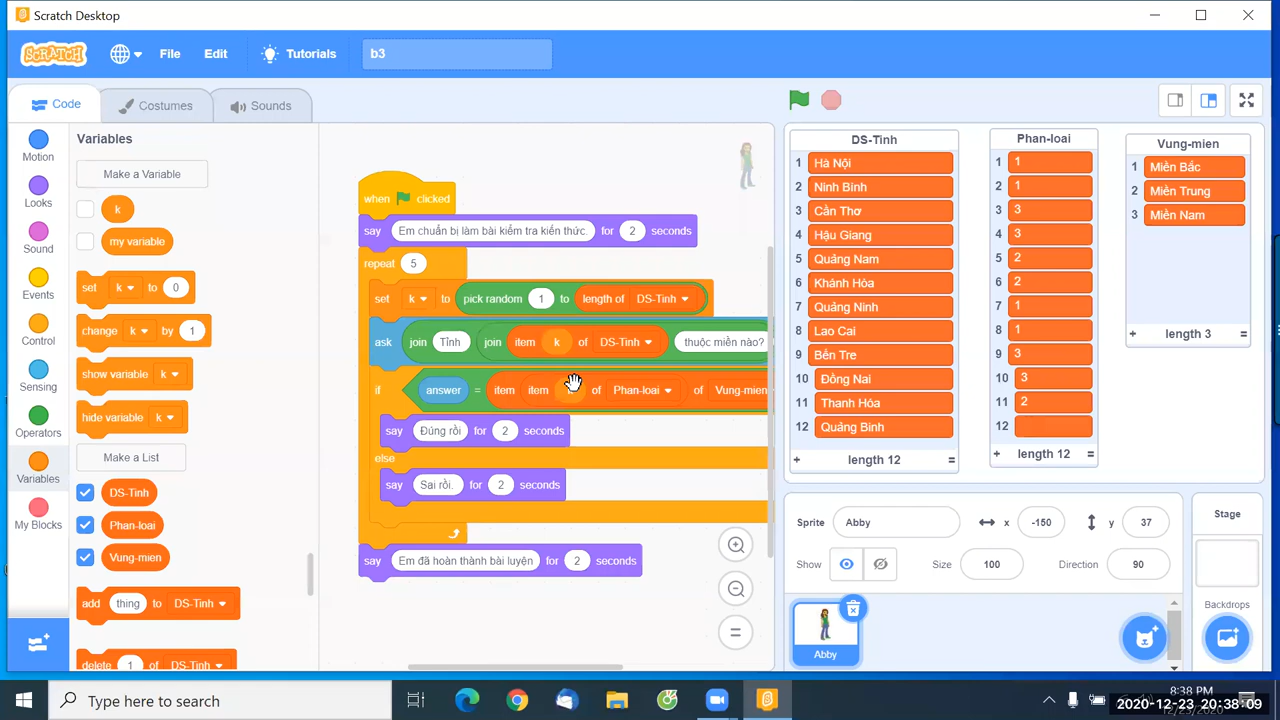 Scratch Desktop
SCRATCH
File
Edit
Tutorials
b3
Code
Costumes
Sounds
Motion
Looks
Sound
Events
Control
Sensing
Operators
Variables
My Blocks
Variables
Make a Variable
k
my variable
set k to 0
change k by 1
show variable k
hide variable k
Make a List
DS-Tinh
Phan-loai
Vung-mien
add thing to DS-Tinh
delete 1 of DS-Tinh
when clicked
say Em chuẩn bị làm bài kiểm tra kiến thức. for 2 seconds
repeat 5
set k to pick random 1 to length of DS-Tinh
ask join Tỉnh join item k of DS-Tinh thuộc miền nào?
if answer = item item of Phan-loai of Vung-mien
say Đúng rồi for 2 seconds
else
say Sai rồi. for 2 seconds
say Em đã hoàn thành bài luyện for 2 seconds
DS-Tinh
1 Hà Nội
2 Ninh Bình
3 Cần Thơ
4 Hậu Giang
5 Quảng Nam
6 Khánh Hòa
7 Quảng Ninh
8 Lao Cai
9 Bến Tre
10 Đồng Nai
11 Thanh Hóa
12 Quảng Bình
+ length 12 =
Phan-loai
1 1
2 1
3 3
4 3
5 2
6 2
7 1
8 1
9 3
10 3
11 2
12
+ length 12 =
Vung-mien
1 Miền Bắc
2 Miền Trung
3 Miền Nam
+ length 3 =
Sprite Abby x -150 y 37
Show Size 100 Direction 90
Abby
Stage
Backdrops
Type here to search
8:38 PM
2020-12-23 20:38:09